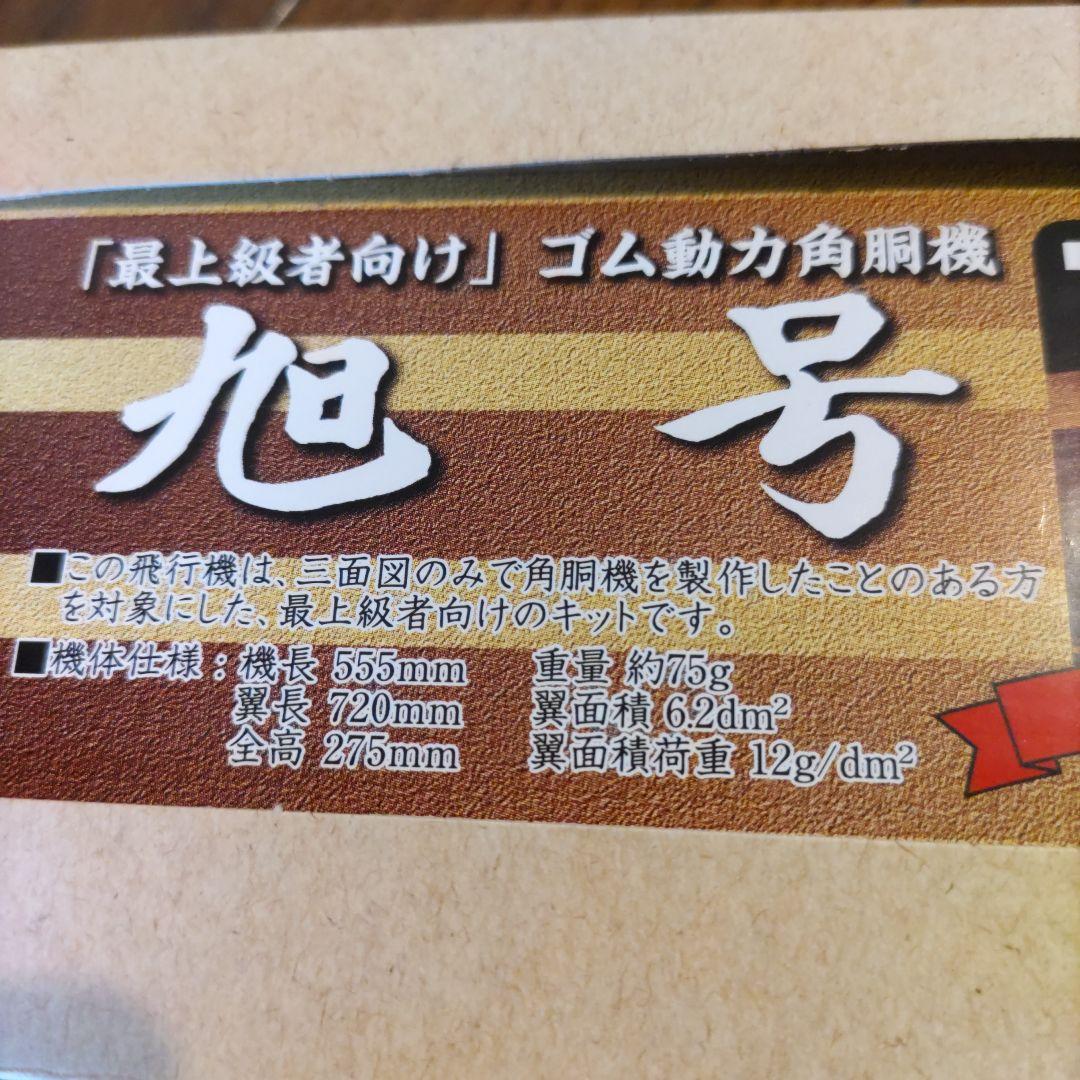 「最上級者向け」 ゴム動力角胴機
旭号
■この飛行機は、三面図のみで角胴機を製作したことのある方
を対象にした、最上級者向けのキットです。
■機体仕様：機長 555mm 重量 約75g
翼長 720mm 翼面積 6.2dm²
全高 275mm 翼面積荷重 12g/dm²